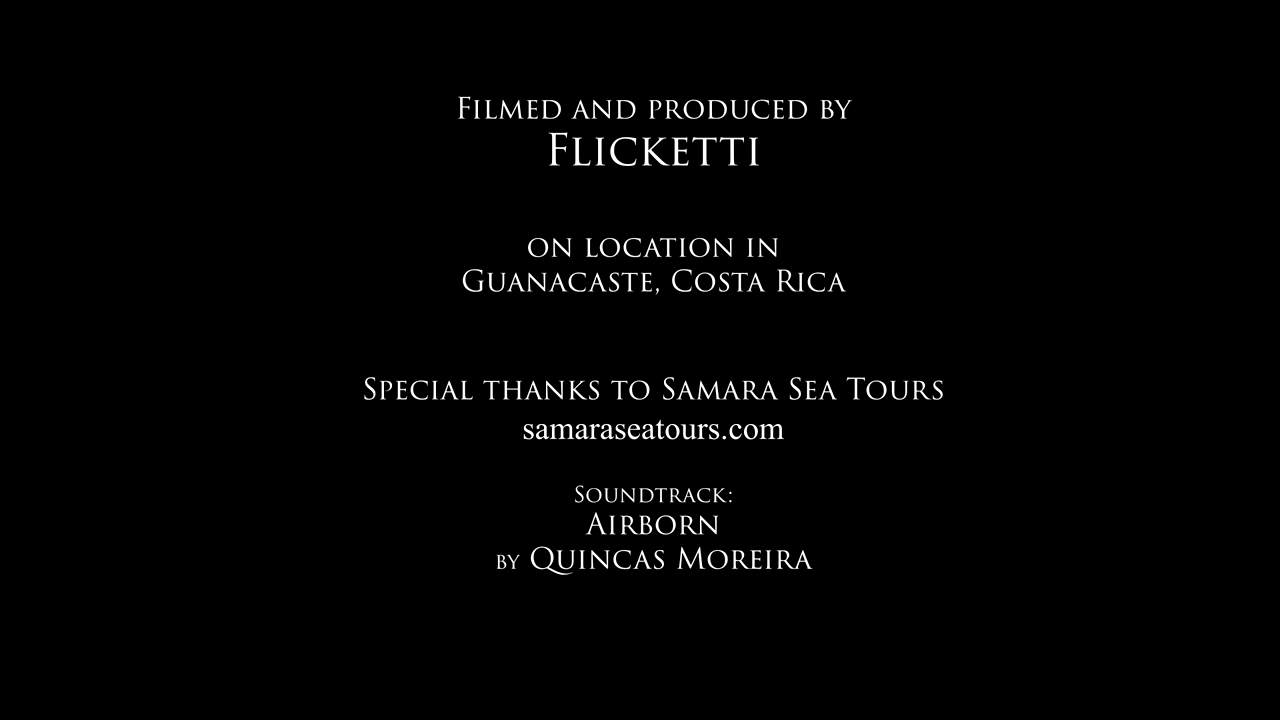 Filmed and produced by
Flicketti
on location in
Guanacaste, Costa Rica
Special thanks to Samara Sea Tours
samaraseatours.com
Soundtrack:
Airborn
by Quincas Moreira